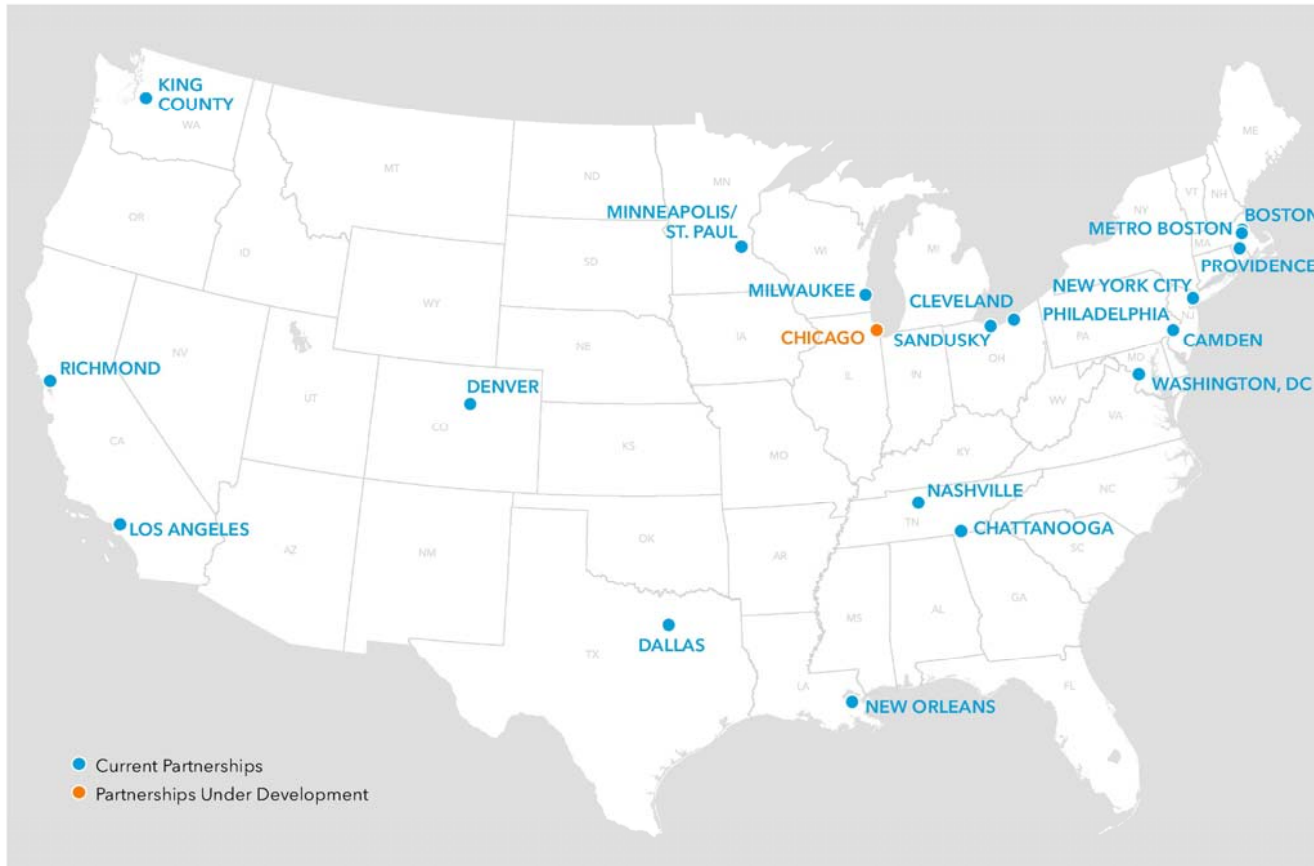 KING
COUNTY
WA
MT
ND
MN
ME
VT
NH
NY
OR
MINNEAPOLIS/
ST. PAUL
BOSTON
METRO BOSTON
MA
ID
WI
MI
SD
PROVIDENCE
WY
MILWAUKEE
CLEVELAND
NEW YORK CITY
PHILADELPHIA
NJ
CHICAGO
SANDUSKY
CAMDEN
IA
PA
NV
NE
OH
MD
RICHMOND
DENVER
IL
IN
WASHINGTON, DC
UT
CO
WV
VA
CA
KS
MO
KY
NASHVILLE
NC
LOS ANGELES
TN
CHATTANOOGA
AZ
NM
OK
AR
SC
MS
AL
GA
DALLAS
TX
LA
FL
NEW ORLEANS
Current Partnerships
Partnerships Under Development